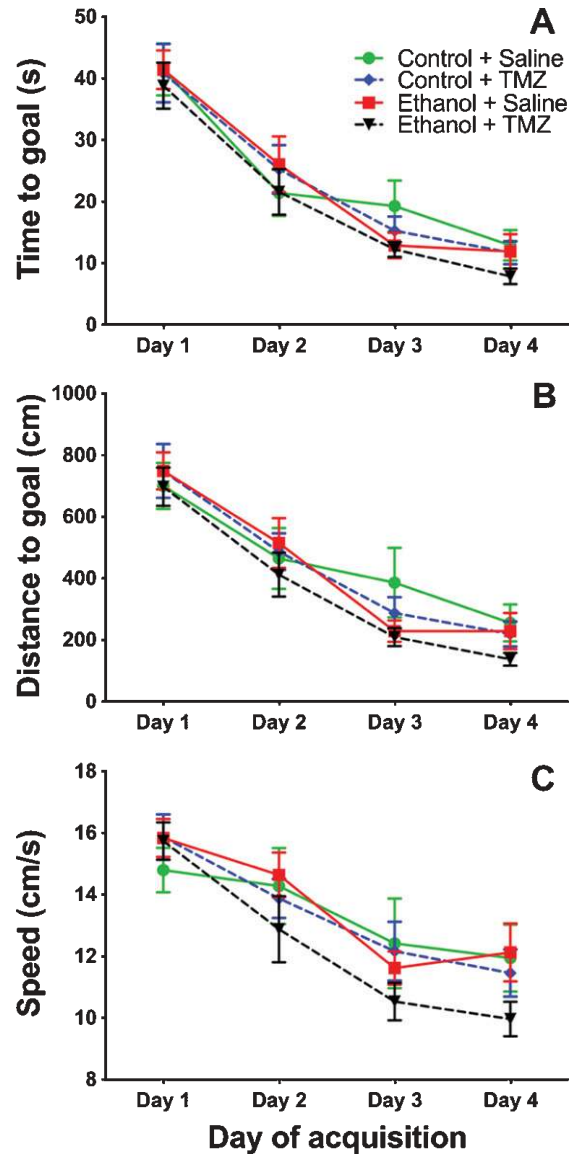 A
Time to goal (s)
50
40
30
20
10
0
Control + Saline
Control + TMZ
Ethanol + Saline
Ethanol + TMZ
Day 1 Day 2 Day 3 Day 4
B
Distance to goal (cm)
1000
800
600
400
200
0
Day 1 Day 2 Day 3 Day 4
C
Speed (cm/s)
18
16
14
12
10
8
Day 1 Day 2 Day 3 Day 4
Day of acquisition